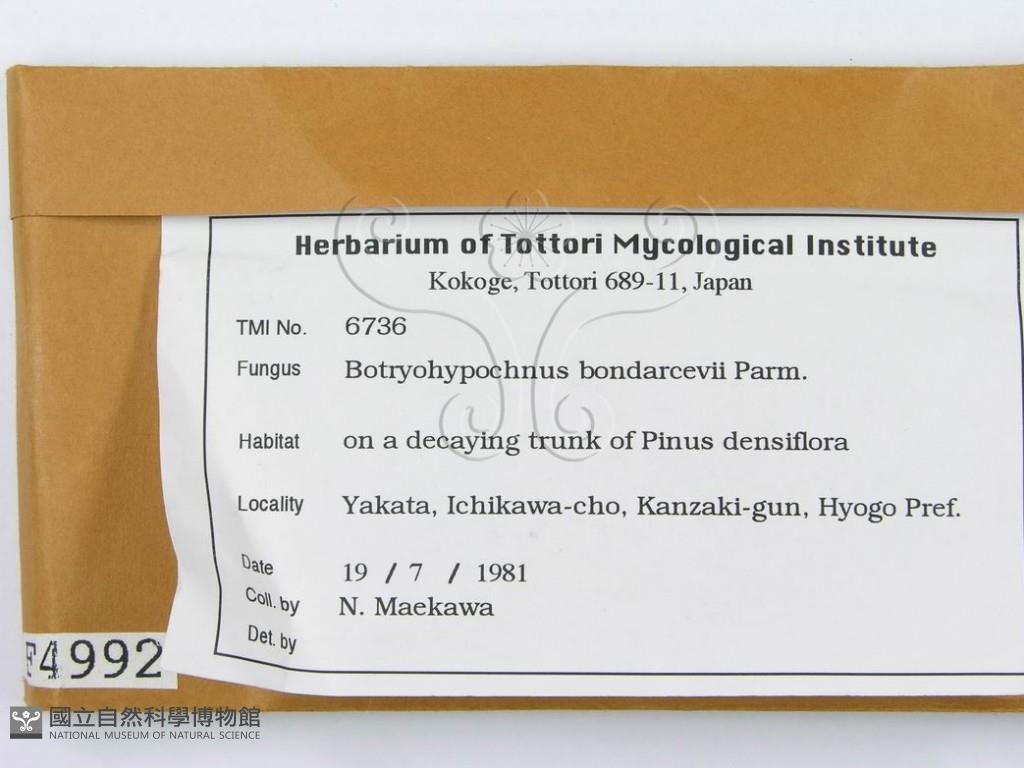 Herbarium of Tottori Mycological Institute
Kokoge, Tottori 689-11, Japan
TMI No. 6736
Fungus Botryohypochnus bondarcevii Parm.
Habitat on a decaying trunk of Pinus densiflora
Locality Yakata, Ichikawa-cho, Kanzaki-gun, Hyogo Pref.
Date 19 / 7 / 1981
Coll. by N. Maekawa
Det. by
F4992
國立自然科學博物館
NATIONAL MUSEUM OF NATURAL SCIENCE